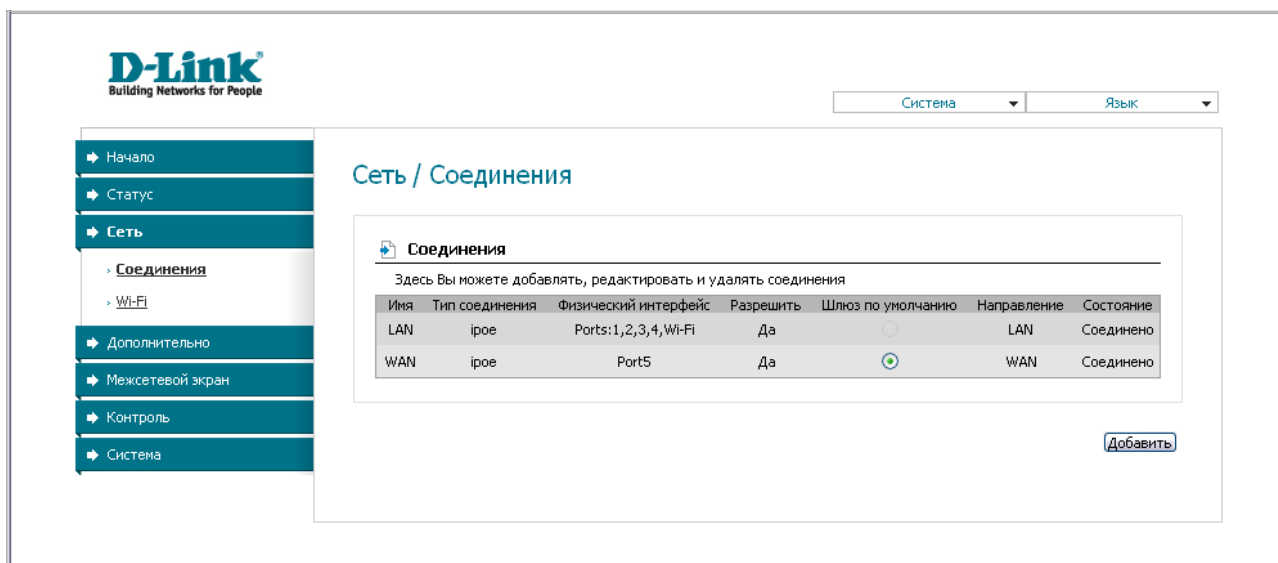 D-Link
Building Networks for People
Система Язык
Начало
Статус
Сеть
Соединения
Wi-Fi
Дополнительно
Межсетевой экран
Контроль
Система
Сеть / Соединения
Соединения
Здесь Вы можете добавлять, редактировать и удалять соединения
Имя Тип соединения Физический интерфейс Разрешить Шлюз по умолчанию Направление Состояние
LAN ipoe Ports:1,2,3,4,Wi-Fi Да LAN Соединено
WAN ipoe Port5 Да WAN Соединено
Добавить